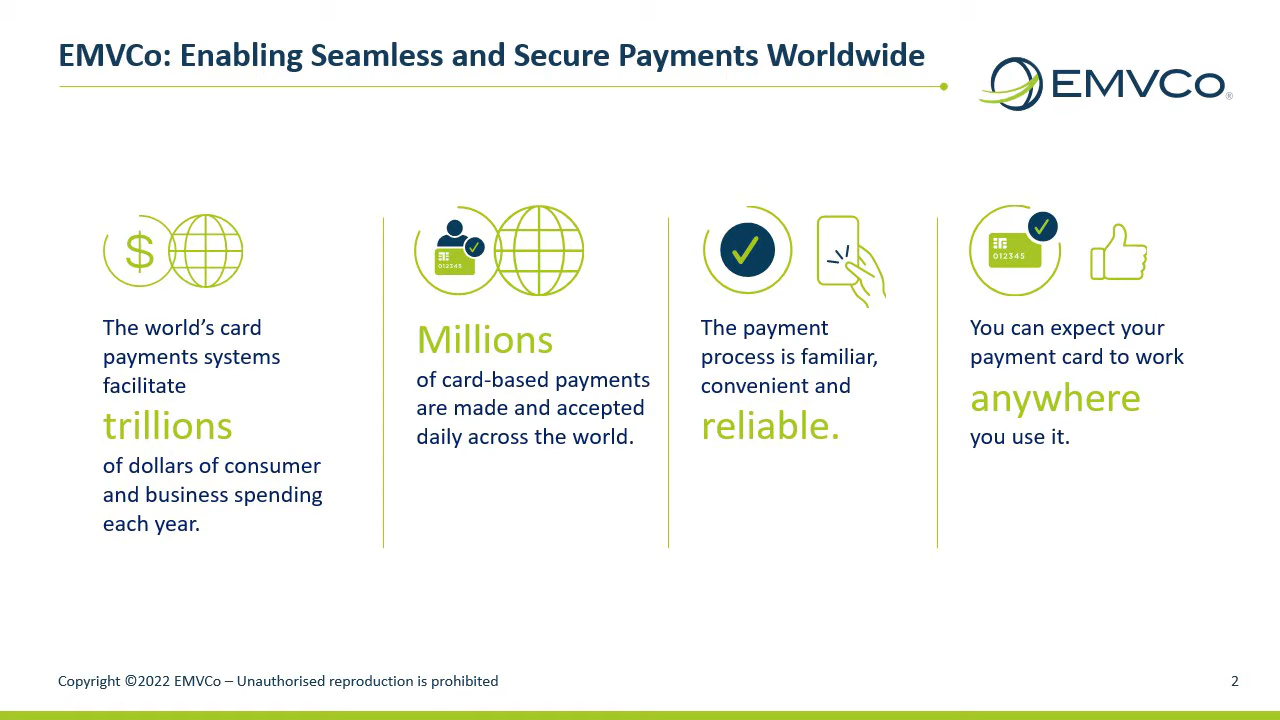 EMVCo: Enabling Seamless and Secure Payments Worldwide
EMVCo®
012345
012345
The world’s card
payments systems
facilitate
trillions
of dollars of consumer
and business spending
each year.
Millions
of card-based payments
are made and accepted
daily across the world.
The payment
process is familiar,
convenient and
reliable.
You can expect your
payment card to work
anywhere
you use it.
Copyright ©2022 EMVCo – Unauthorised reproduction is prohibited
2